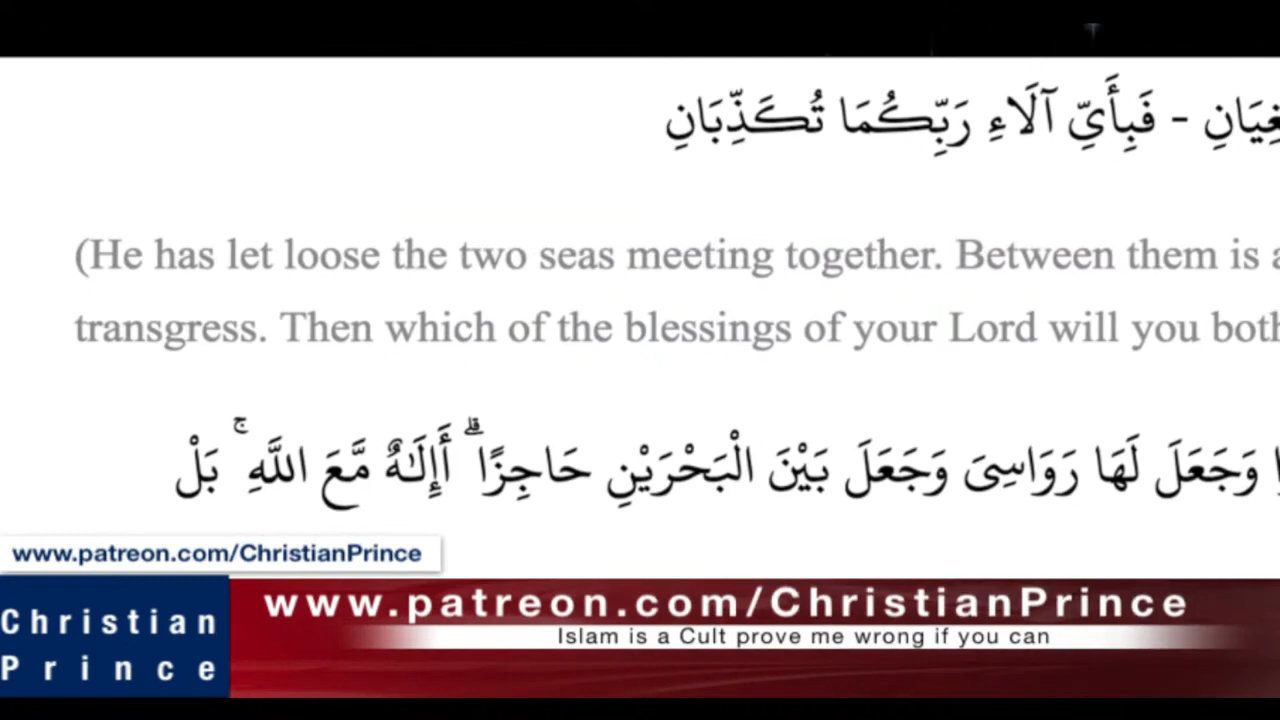 غِيَانِ - فَبِأَيِّ آلَاءِ رَبِّكُمَا تُكَذِّبَانِ
(He has let loose the two seas meeting together. Between them is a
transgress. Then which of the blessings of your Lord will you both
وَجَعَلَ لَهَا رَوَاسِىَ وَجَعَلَ بَيْنَ الْبَحْرَيْنِ حَاجِزًا ۗ أَإِلَـٰهٌ مَّعَ اللَّهِ ۚ بَلْ
www.patreon.com/ChristianPrince
www.patreon.com/ChristianPrince
Islam is a Cult prove me wrong if you can
Christian
Prince